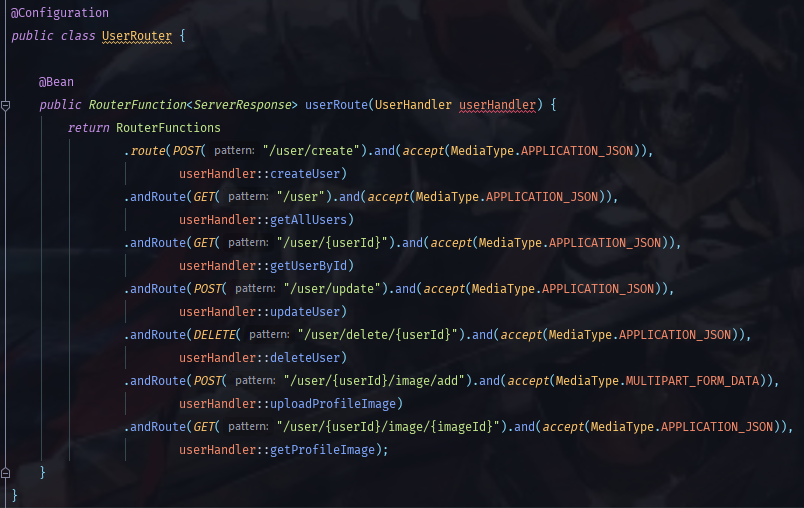 @Configuration
public class UserRouter {
@Bean
public RouterFunction<ServerResponse> userRoute(UserHandler userHandler) {
return RouterFunctions
.route(POST( pattern: "/user/create").and(accept(MediaType.APPLICATION_JSON)),
userHandler::createUser)
.andRoute(GET( pattern: "/user").and(accept(MediaType.APPLICATION_JSON)),
userHandler::getAllUsers)
.andRoute(GET( pattern: "/user/{userId}").and(accept(MediaType.APPLICATION_JSON)),
userHandler::getUserById)
.andRoute(POST( pattern: "/user/update").and(accept(MediaType.APPLICATION_JSON)),
userHandler::updateUser)
.andRoute(DELETE( pattern: "/user/delete/{userId}").and(accept(MediaType.APPLICATION_JSON)),
userHandler::deleteUser)
.andRoute(POST( pattern: "/user/{userId}/image/add").and(accept(MediaType.MULTIPART_FORM_DATA)),
userHandler::uploadProfileImage)
.andRoute(GET( pattern: "/user/{userId}/image/{imageId}").and(accept(MediaType.APPLICATION_JSON)),
userHandler::getProfileImage);
}
}